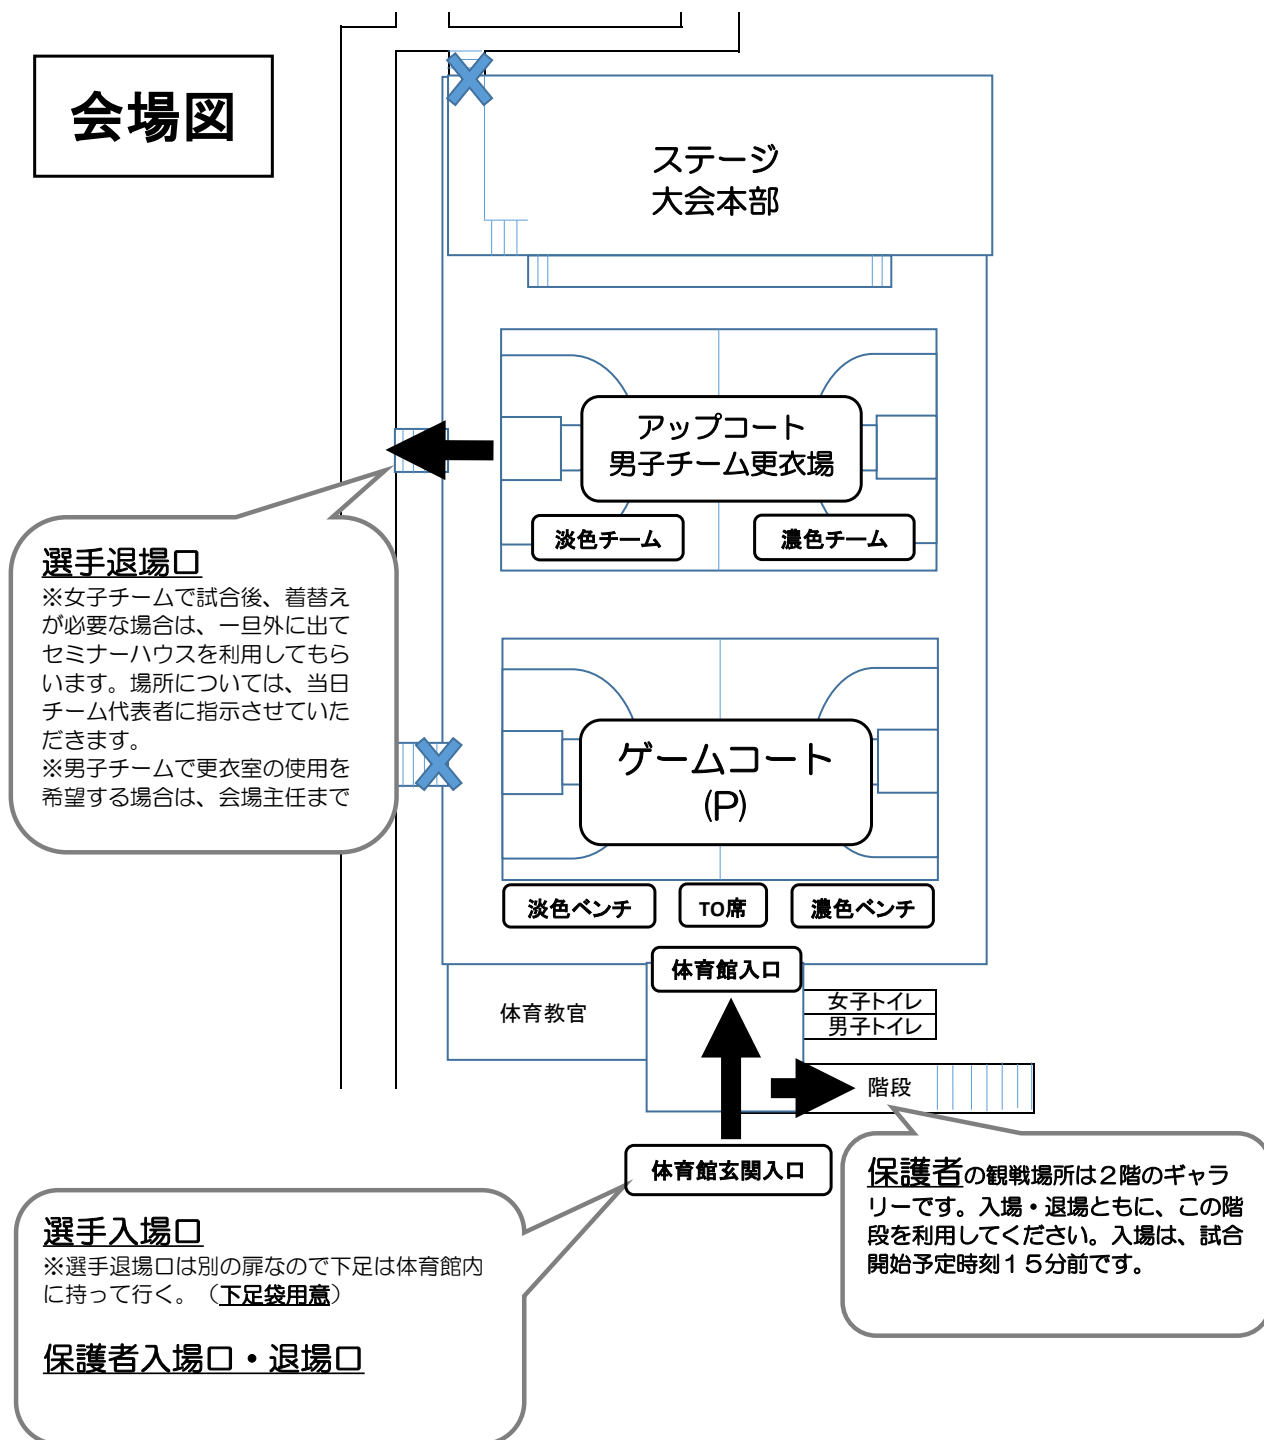 会場図
ステージ
大会本部
アップコート
男子チーム更衣場
淡色チーム
濃色チーム
選手退場口
※女子チームで試合後、着替え
が必要な場合は、一旦外に出て
セミナーハウスを利用してもら
います。場所については、当日
チーム代表者に指示させていた
だきます。
※男子チームで更衣室の使用を
希望する場合は、会場主任まで
ゲームコート
(P)
淡色ベンチ
TO席
濃色ベンチ
体育館入口
体育教官
女子トイレ
男子トイレ
階段
体育館玄関入口
保護者の観戦場所は２階のギャラ
リーです。入場・退場ともに、この階
段を利用してください。入場は、試合
開始予定時刻１５分前です。
選手入場口
※選手退場口は別の扉なので下足は体育館内
に持って行く。（下足袋用意）
保護者入場口・退場口